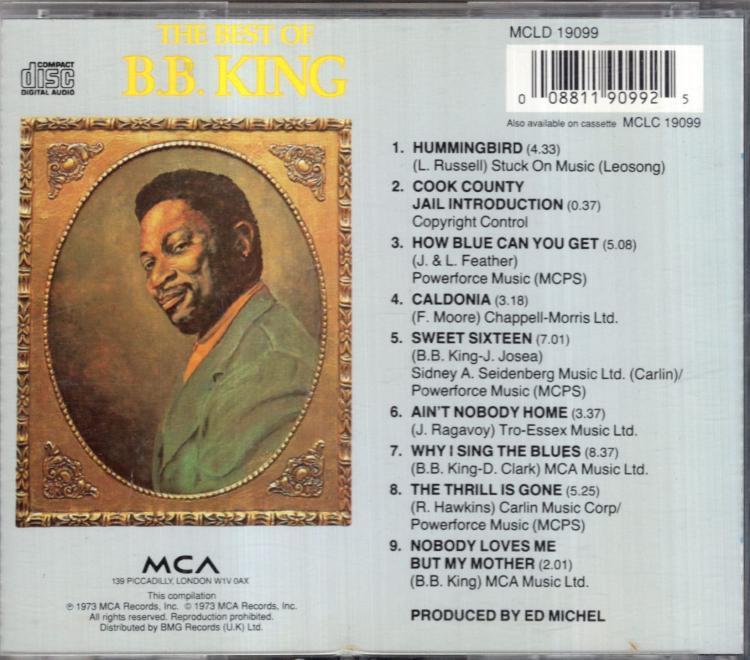 THE BEST OF
B.B. KING
COMPACT
disc
DIGITAL AUDIO
MCLD 19099
0 08811 90992 5
Also available on cassette MCLC 19099
1. HUMMINGBIRD (4.33)
(L. Russell) Stuck On Music (Leosong)
2. COOK COUNTY
JAIL INTRODUCTION (0.37)
Copyright Control
3. HOW BLUE CAN YOU GET (5.08)
(J. & L. Feather)
Powerforce Music (MCPS)
4. CALDONIA (3.18)
(F. Moore) Chappell-Morris Ltd.
5. SWEET SIXTEEN (7.01)
(B.B. King-J. Josea)
Sidney A. Seidenberg Music Ltd. (Carlin)/
Powerforce Music (MCPS)
6. AIN'T NOBODY HOME (3.37)
(J. Ragavoy) Tro-Essex Music Ltd.
7. WHY I SING THE BLUES (8.37)
(B.B. King-D. Clark) MCA Music Ltd.
8. THE THRILL IS GONE (5.25)
(R. Hawkins) Carlin Music Corp/
Powerforce Music (MCPS)
9. NOBODY LOVES ME
BUT MY MOTHER (2.01)
(B.B. King) MCA Music Ltd.
PRODUCED BY ED MICHEL
MCA
139 PICCADILLY, LONDON W1V 0AX
This compilation
℗ 1973 MCA Records, Inc. © 1973 MCA Records, Inc.
All rights reserved. Reproduction prohibited.
Distributed by BMG Records (U.K) Ltd.